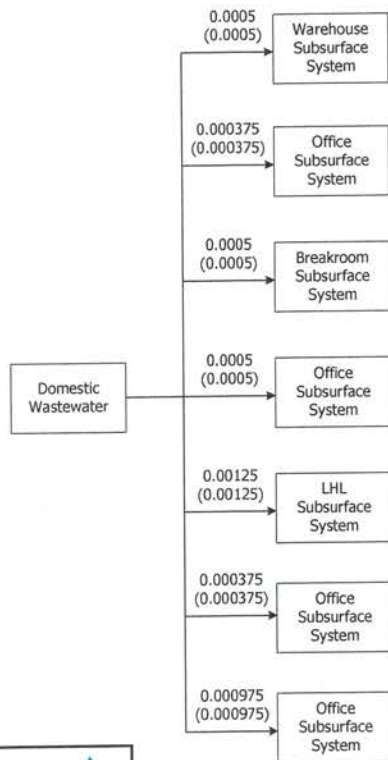 0.0005
(0.0005)
Warehouse
Subsurface
System
0.000375
(0.000375)
Office
Subsurface
System
0.0005
(0.0005)
Breakroom
Subsurface
System
Domestic
Wastewater
0.0005
(0.0005)
Office
Subsurface
System
0.00125
(0.00125)
LHL
Subsurface
System
0.000375
(0.000375)
Office
Subsurface
System
0.000975
(0.000975)
Office
Subsurface
System